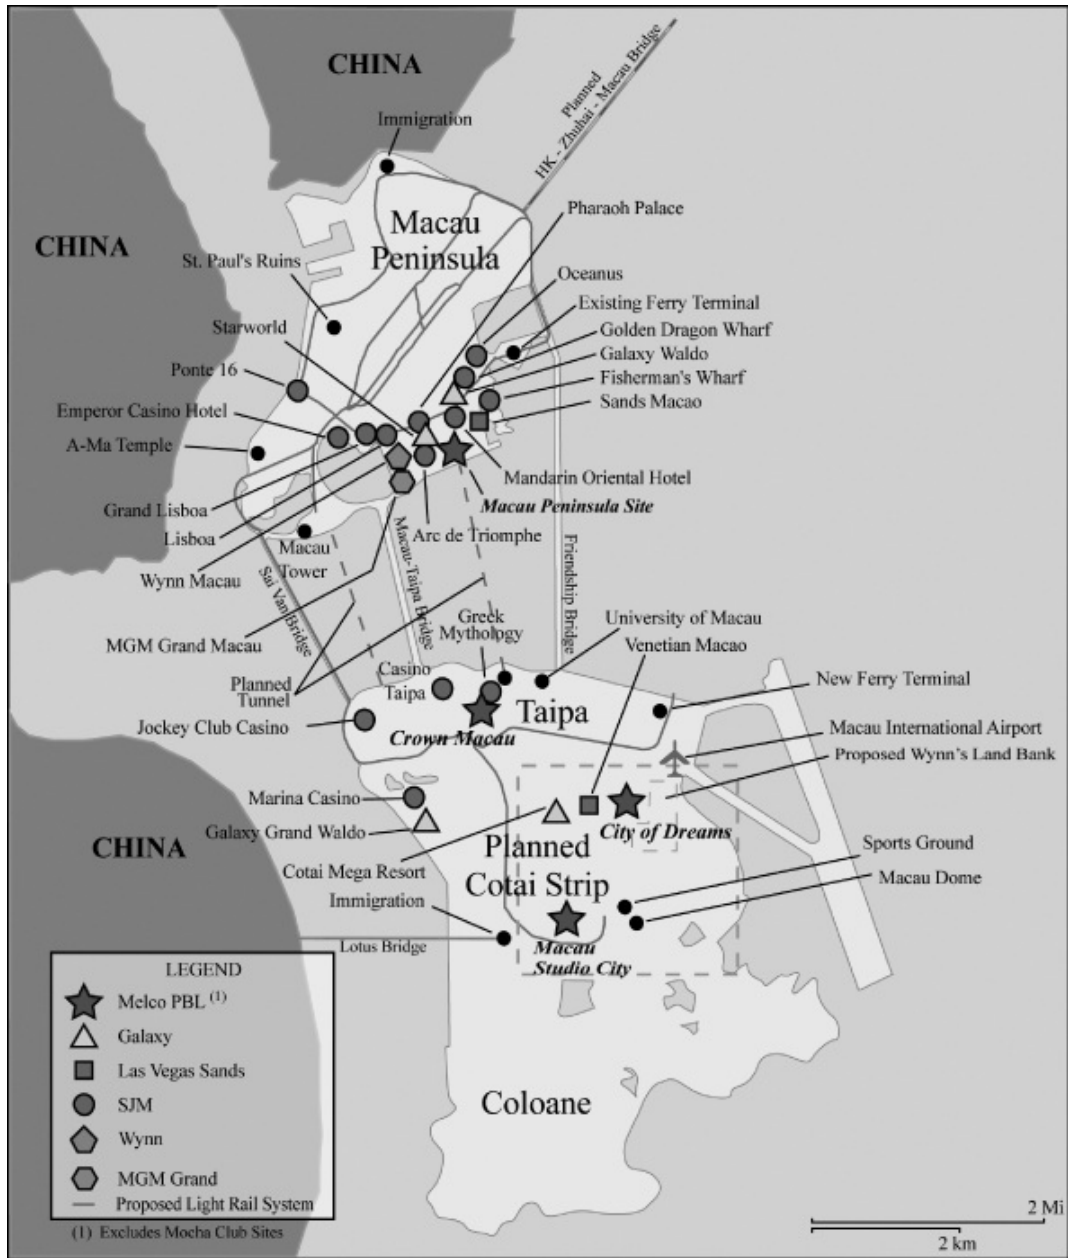 CHINA
Planned
HK - Zhuhai - Macau Bridge
Immigration
Pharaoh Palace
Macau
Peninsula
CHINA
St. Paul's Ruins
Oceanus
Existing Ferry Terminal
Starworld
Golden Dragon Wharf
Galaxy Waldo
Ponte 16
Fisherman's Wharf
Sands Macao
Emperor Casino Hotel
A-Ma Temple
Mandarin Oriental Hotel
Macau Peninsula Site
Grand Lisboa
Lisboa
Arc de Triomphe
Macau
Tower
Wynn Macau
Sai Van Bridge
Macau-Taipa Bridge
Friendship Bridge
MGM Grand Macau
Greek
Mythology
University of Macau
Venetian Macao
Casino
Taipa
Planned
Tunnel
New Ferry Terminal
Taipa
Jockey Club Casino
Crown Macau
Macau International Airport
Proposed Wynn’s Land Bank
Marina Casino
Galaxy Grand Waldo
City of Dreams
CHINA
Planned
Cotai Strip
Sports Ground
Cotai Mega Resort
Macau Dome
Immigration
Lotus Bridge
Macau
Studio City
LEGEND
Melco PBL (1)
Galaxy
Las Vegas Sands
SJM
Wynn
MGM Grand
Proposed Light Rail System
(1) Excludes Mocha Club Sites
Coloane
2 Mi
2 km